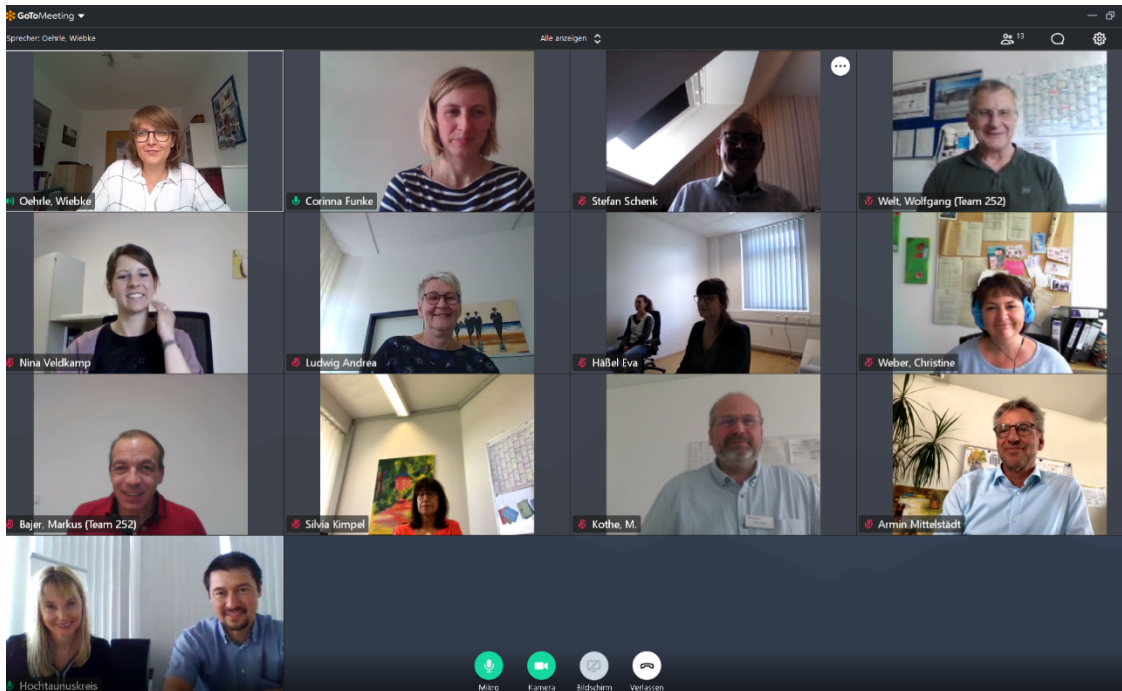 GoToMeeting
Sprecher: Oehrle, Wiebke
Alle anzeigen
13
Oehrle, Wiebke
Corinna Funke
Stefan Schenk
Welt, Wolfgang (Team 252)
Nina Veldkamp
Ludwig Andrea
Häßel Eva
Weber, Christine
Bajer, Markus (Team 252)
Silvia Kimpel
Kothe, M.
Armin Mittelstädt
Hochtaunuskreis
Mikro
Kamera
Bildschirm
Verlassen